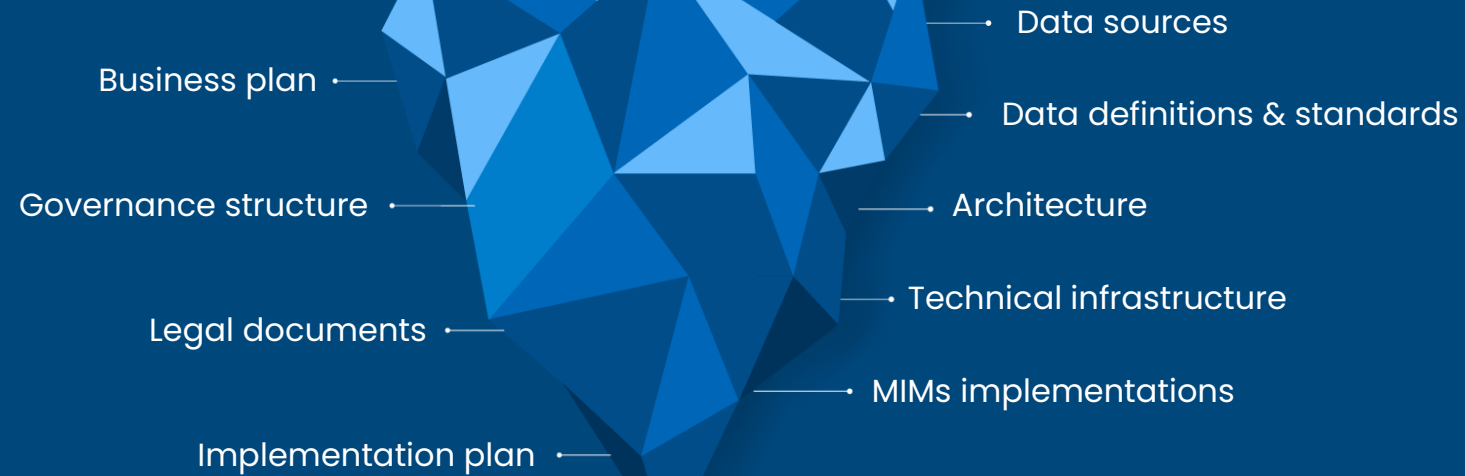 Data sources
Business plan
Data definitions & standards
Governance structure
Architecture
Technical infrastructure
Legal documents
MIMs implementations
Implementation plan